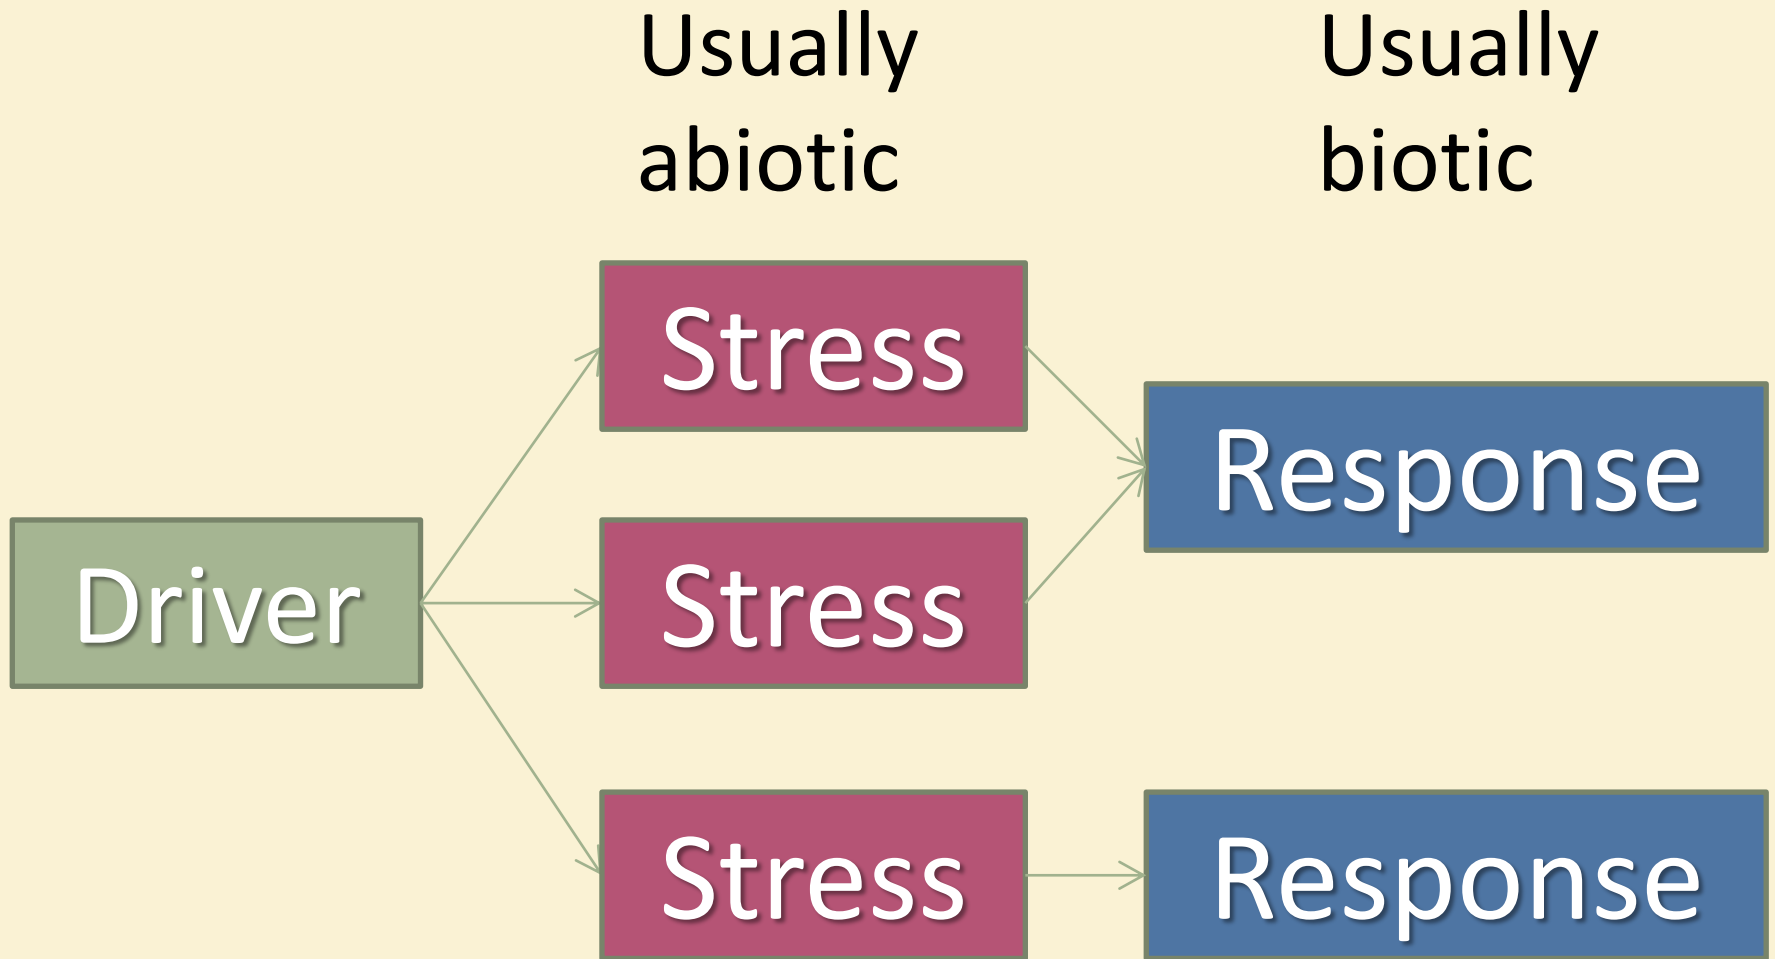 Usually
abiotic
Usually
biotic
Stress
Response
Driver
Stress
Stress
Response